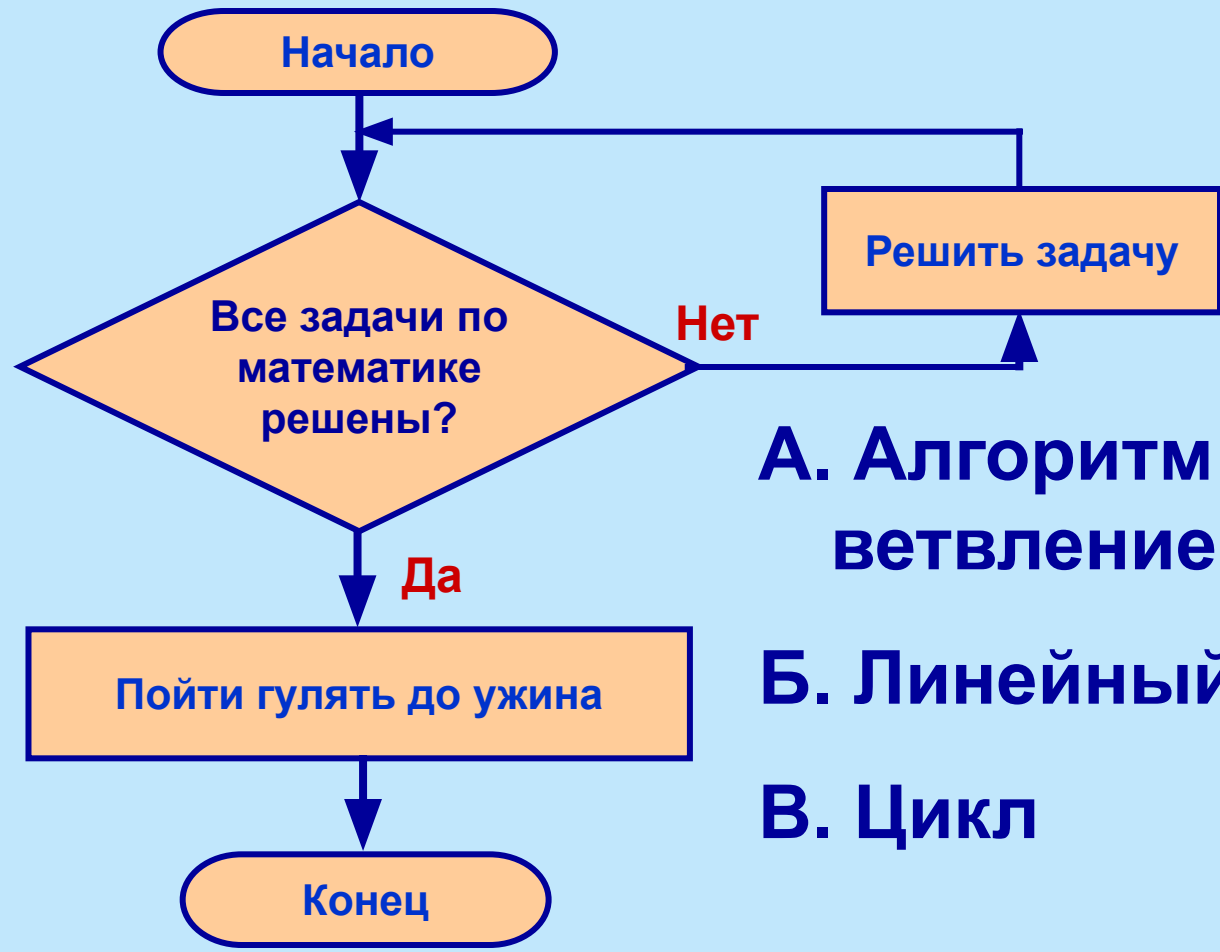 Начало
Решить задачу
Все задачи по
математике
решены?
Нет
Да
Пойти гулять до ужина
Конец
А. Алгоритм
ветвление
Б. Линейный
В. Цикл